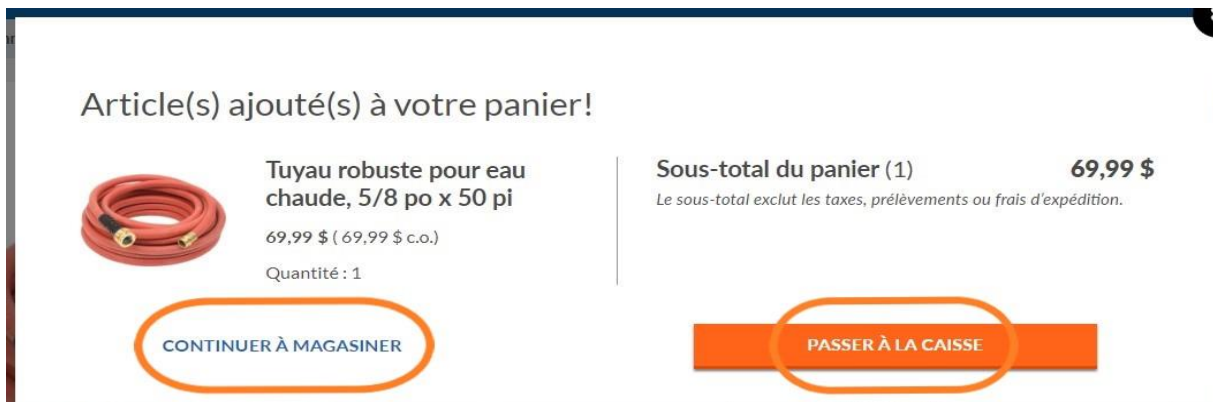 Article(s) ajouté(s) à votre panier!
Tuyau robuste pour eau
chaude, 5/8 po x 50 pi
69,99 $ ( 69,99 $ c.o.)
Quantité : 1
CONTINUER À MAGASINER
Sous-total du panier (1) 69,99 $
Le sous-total exclut les taxes, prélèvements ou frais d'expédition.
PASSER À LA CAISSE